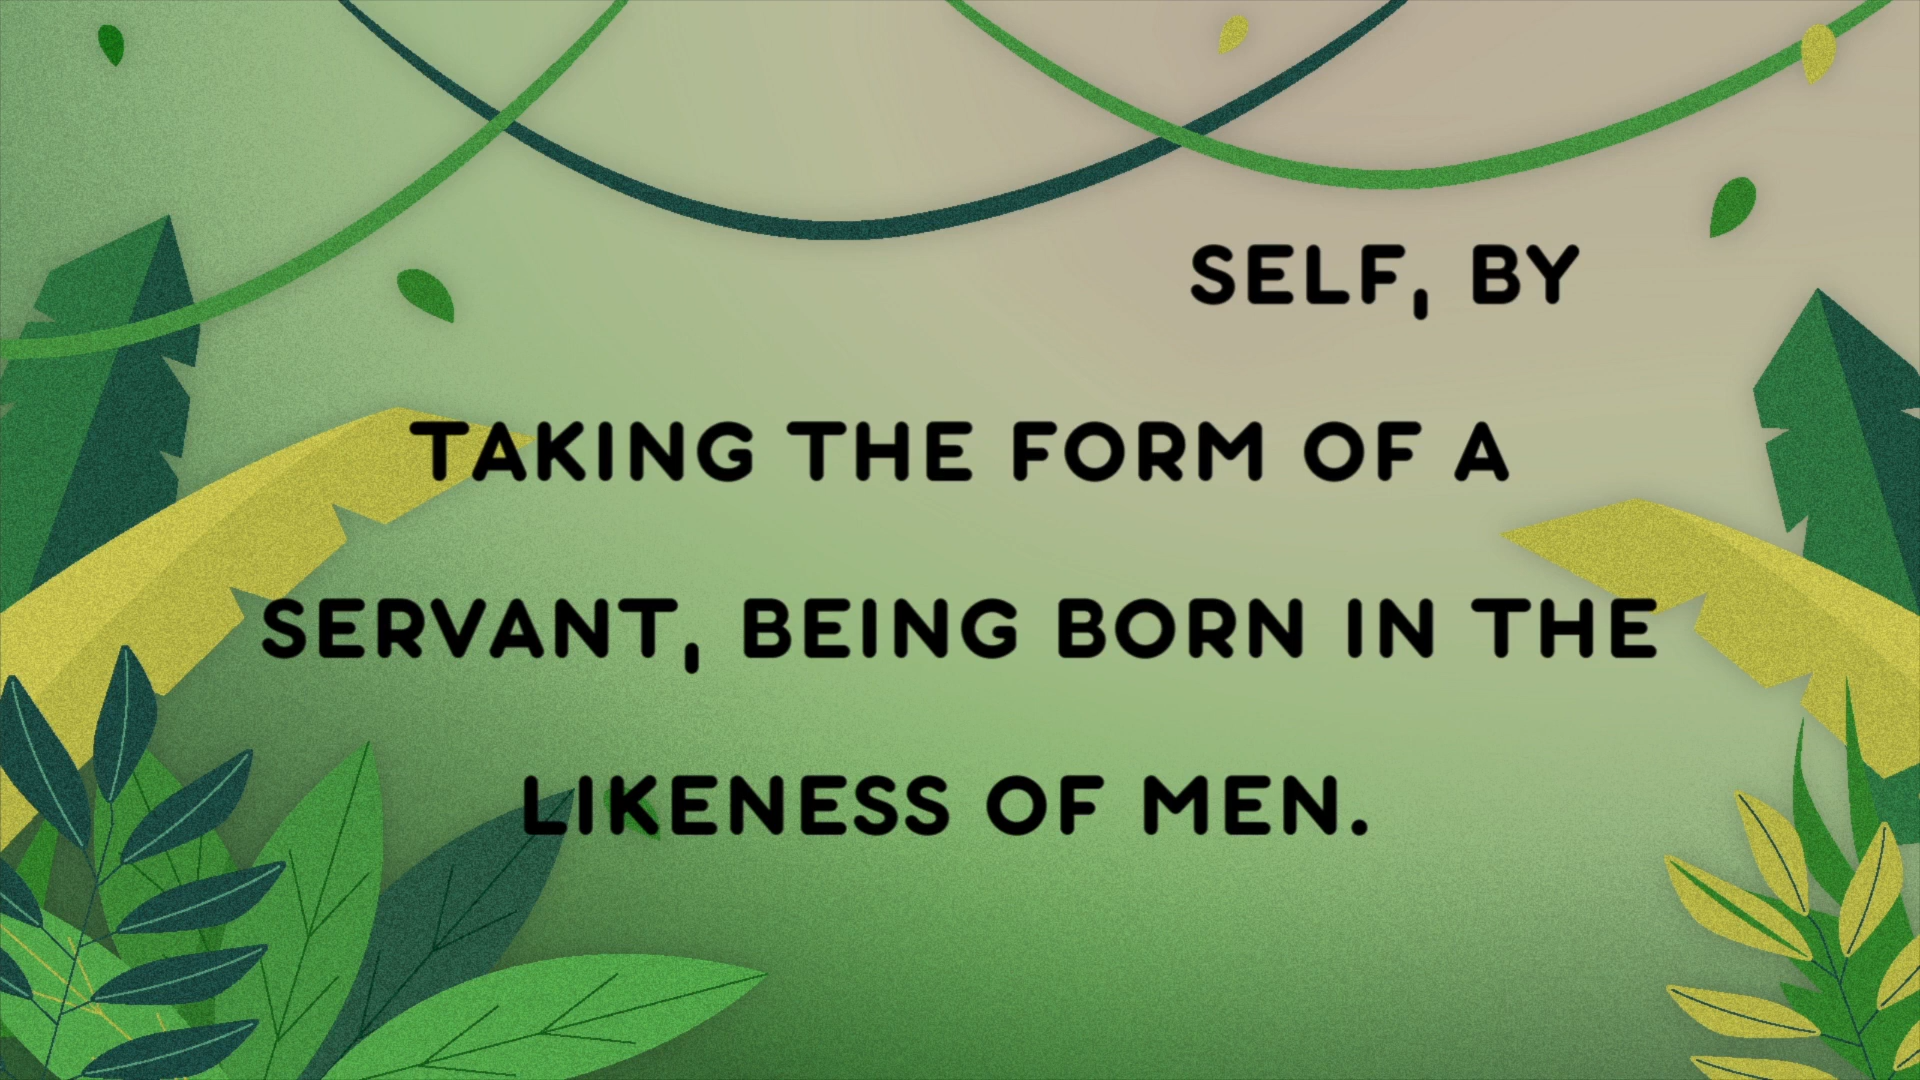 SELF, BY
TAKING THE FORM OF A
SERVANT, BEING BORN IN THE
LIKENESS OF MEN.